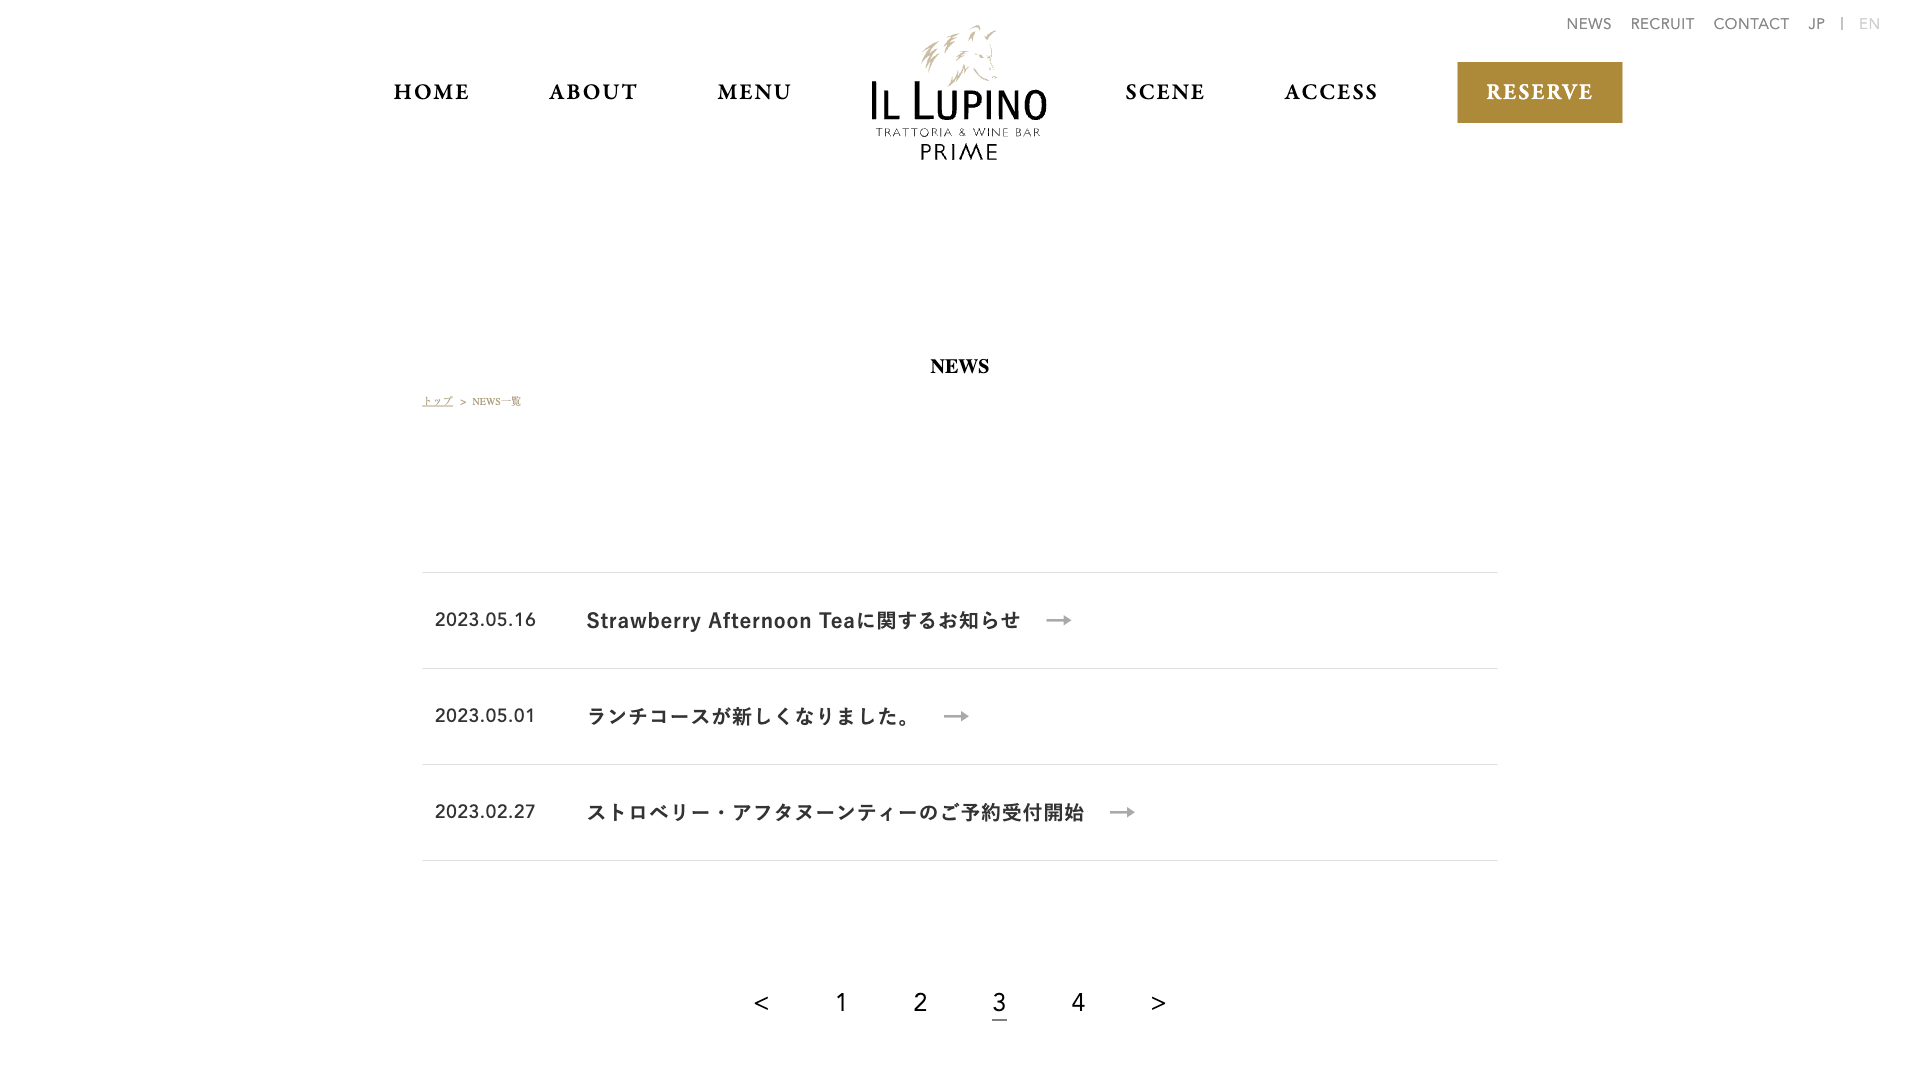 NEWS RECRUIT CONTACT JP | EN
HOME ABOUT MENU
IL LUPINO
TRATTORIA & WINE BAR
PRIME
SCENE ACCESS RESERVE
NEWS
トップ > NEWS一覧
2023.05.16 Strawberry Afternoon Teaに関するお知らせ →
2023.05.01 ランチコースが新しくなりました。 →
2023.02.27 ストロベリー・アフタヌーンティーのご予約受付開始 →
< 1 2 3 4 >